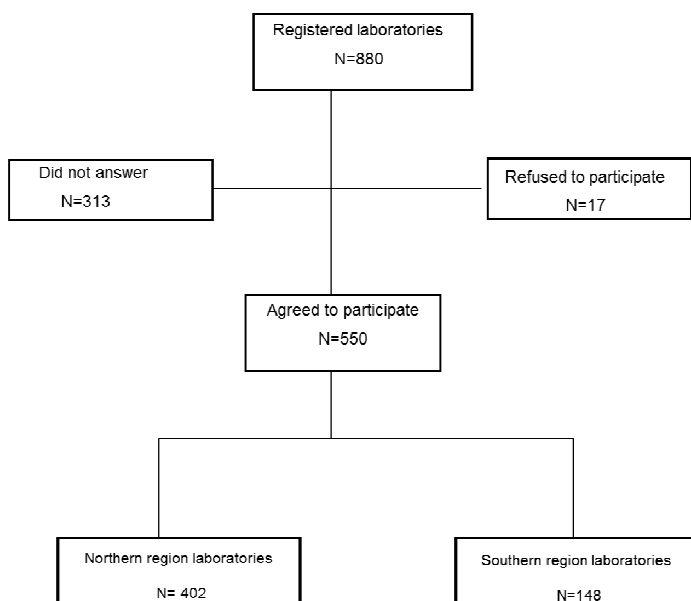 Registered laboratories
N=880
Did not answer
N=313
Refused to participate
N=17
Agreed to participate
N=550
Northern region laboratories
N= 402
Southern region laboratories
N=148